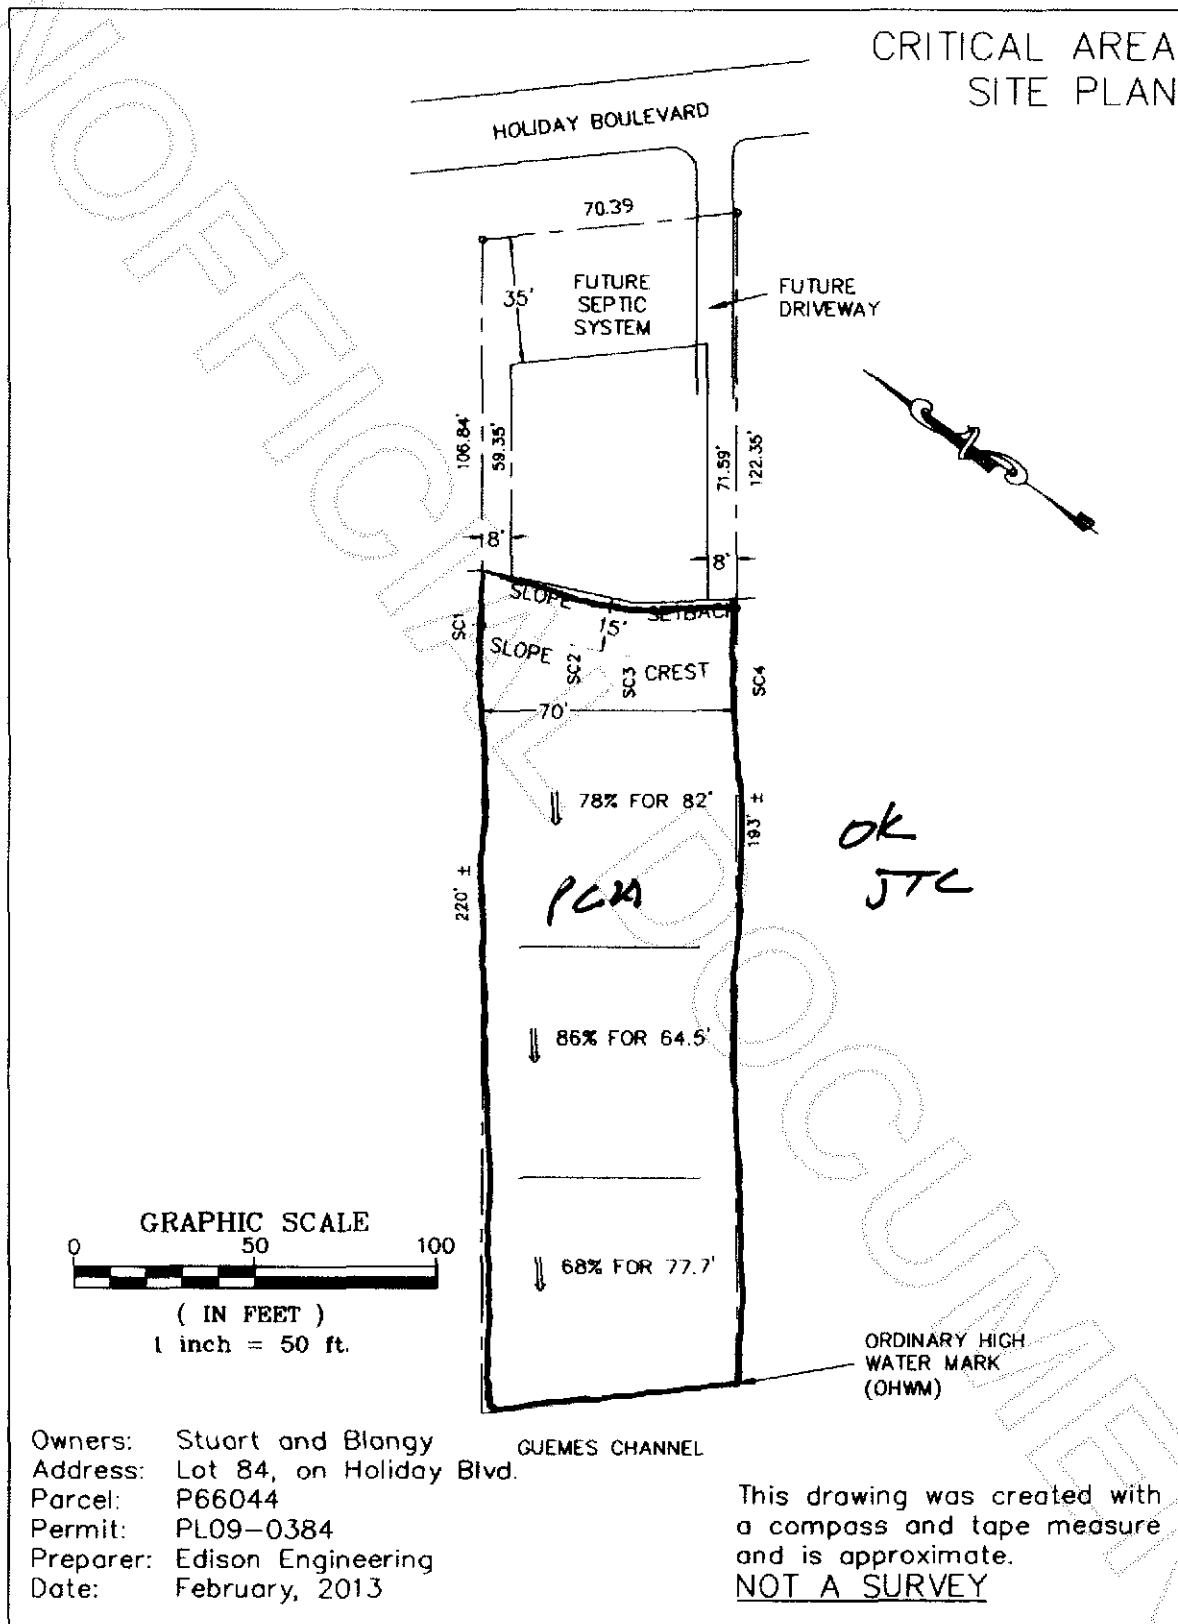 CRITICAL AREA
SITE PLAN
HOLIDAY BOULEVARD
70.39
35'
FUTURE
SEPTIC
SYSTEM
FUTURE
DRIVEWAY
106.84'
59.35'
71.59'
122.35'
8'
8'
SLOPE SETBACK
15'
SC1
SLOPE CREST
SC2
SC3
SC4
70'
78% FOR 82'
193' ±
220' ±
PCA
OK
JTC
86% FOR 64.5'
68% FOR 77.7'
GRAPHIC SCALE
0 50 100
( IN FEET )
1 inch = 50 ft.
ORDINARY HIGH
WATER MARK
(OHWM)
GUEMES CHANNEL
Owners: Stuart and Blangy
Address: Lot 84, on Holiday Blvd.
Parcel: P66044
Permit: PL09-0384
Preparer: Edison Engineering
Date: February, 2013
This drawing was created with
a compass and tape measure
and is approximate.
NOT A SURVEY
UNOFFICIAL DOCUMENT